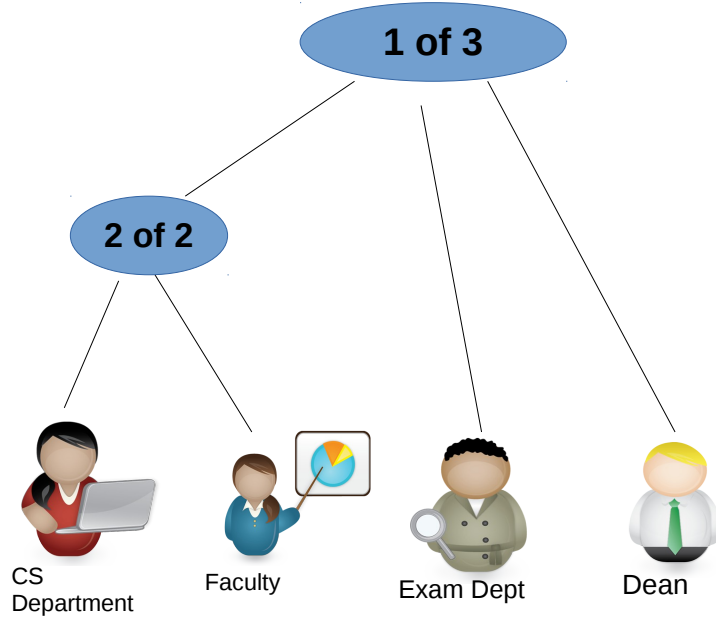 1 of 3
2 of 2
CS
Department
Faculty
Exam Dept
Dean